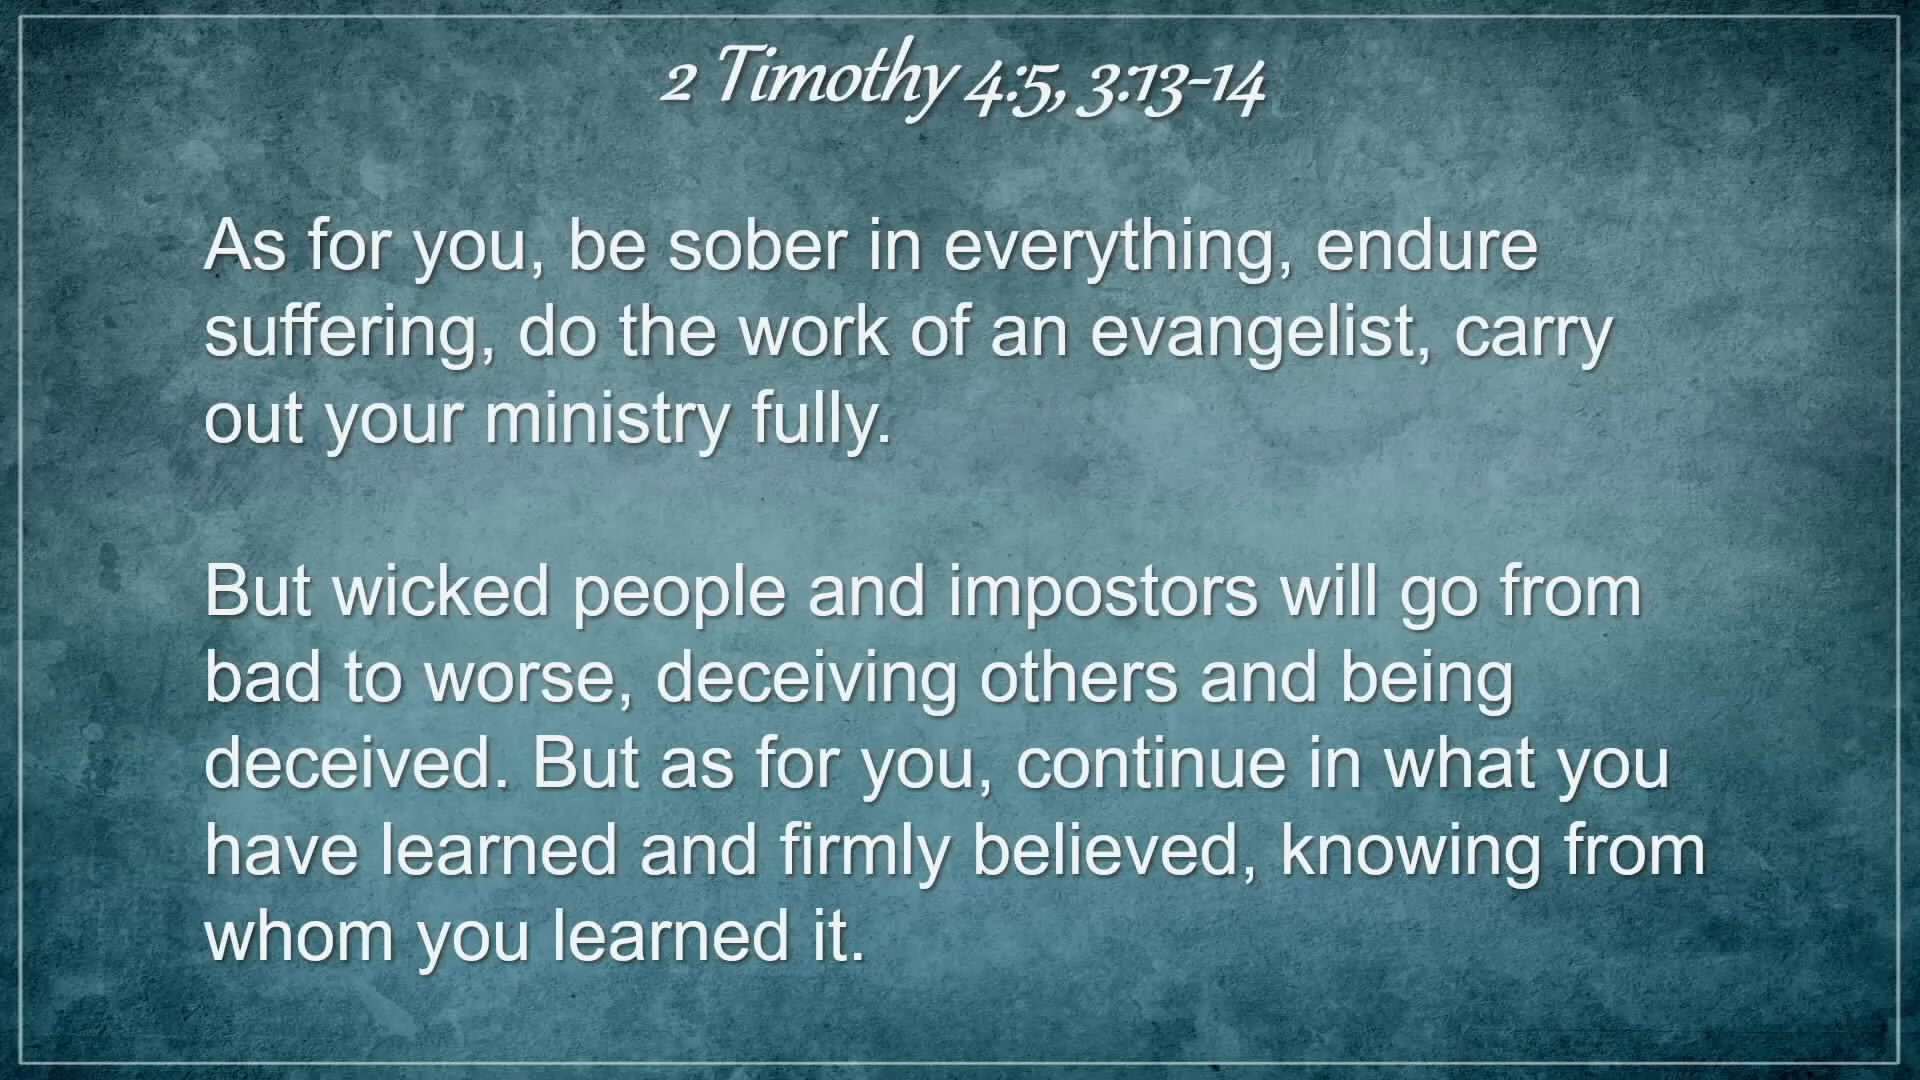 2 Timothy 4:5, 3:13-14
As for you, be sober in everything, endure
suffering, do the work of an evangelist, carry
out your ministry fully.
But wicked people and impostors will go from
bad to worse, deceiving others and being
deceived. But as for you, continue in what you
have learned and firmly believed, knowing from
whom you learned it.